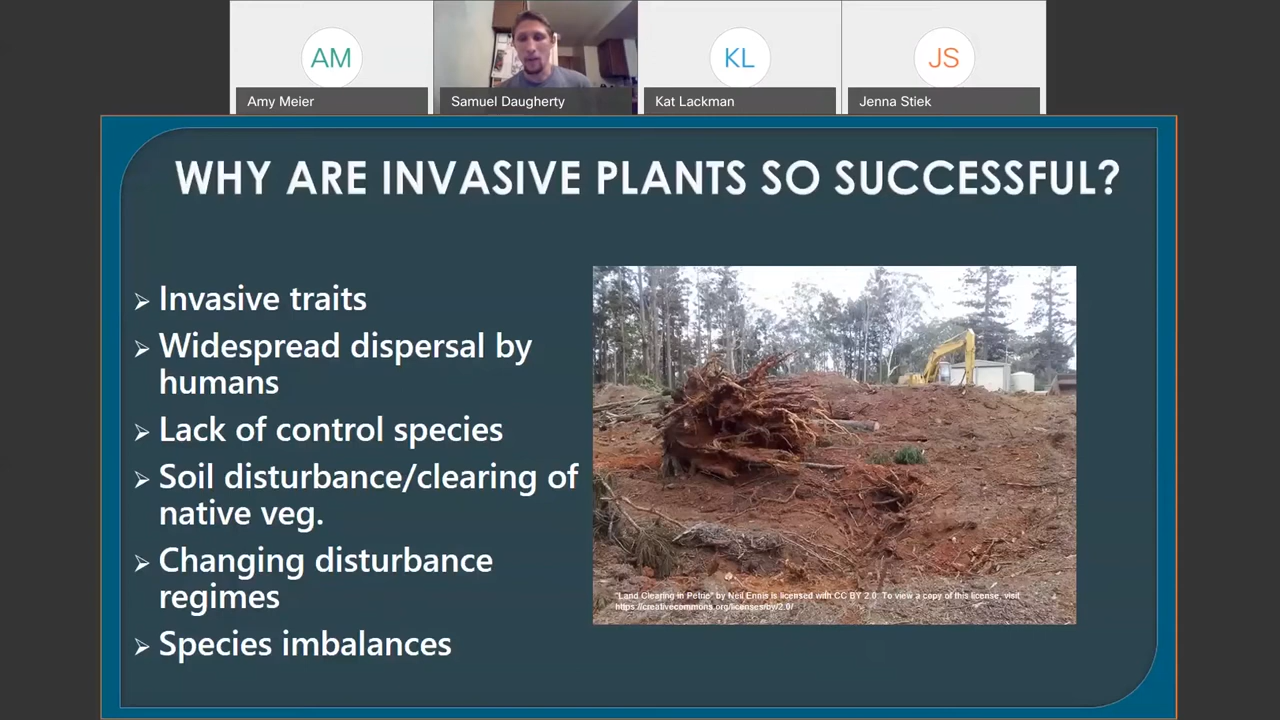 AM
KL
JS
Amy Meier
Samuel Daugherty
Kat Lackman
Jenna Stiek
WHY ARE INVASIVE PLANTS SO SUCCESSFUL?
➢ Invasive traits
➢ Widespread dispersal by
humans
➢ Lack of control species
➢ Soil disturbance/clearing of
native veg.
➢ Changing disturbance
regimes
➢ Species imbalances
"Land Clearing in Petrie" by Neil Ennis is licensed with CC BY 2.0. To view a copy of this license, visit
https://creativecommons.org/licenses/by/2.0/